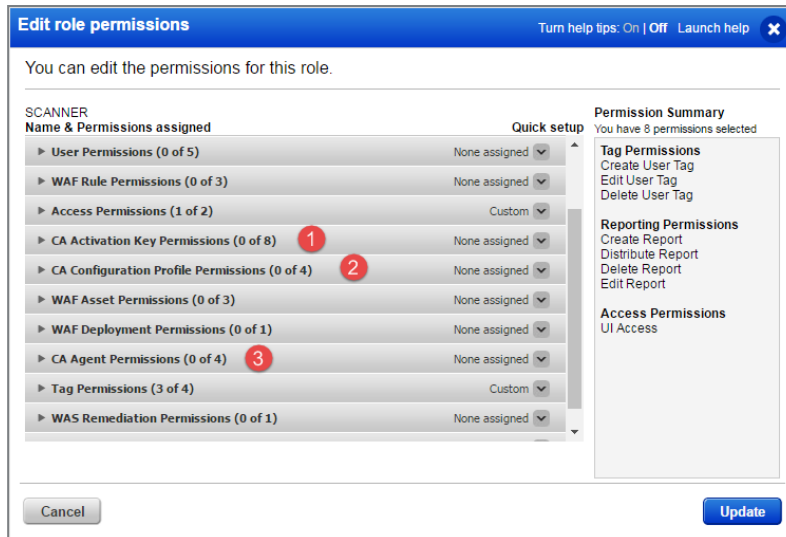 Edit role permissions
Turn help tips: On | Off Launch help
You can edit the permissions for this role.
SCANNER
Name & Permissions assigned
Quick setup
User Permissions (0 of 5)
None assigned
WAF Rule Permissions (0 of 3)
None assigned
Access Permissions (1 of 2)
Custom
CA Activation Key Permissions (0 of 8)
1
None assigned
CA Configuration Profile Permissions (0 of 4)
2
None assigned
WAF Asset Permissions (0 of 3)
None assigned
WAF Deployment Permissions (0 of 1)
None assigned
CA Agent Permissions (0 of 4)
3
None assigned
Tag Permissions (3 of 4)
Custom
WAS Remediation Permissions (0 of 1)
None assigned
Permission Summary
You have 8 permissions selected
Tag Permissions
Create User Tag
Edit User Tag
Delete User Tag
Reporting Permissions
Create Report
Distribute Report
Delete Report
Edit Report
Access Permissions
UI Access
Cancel
Update